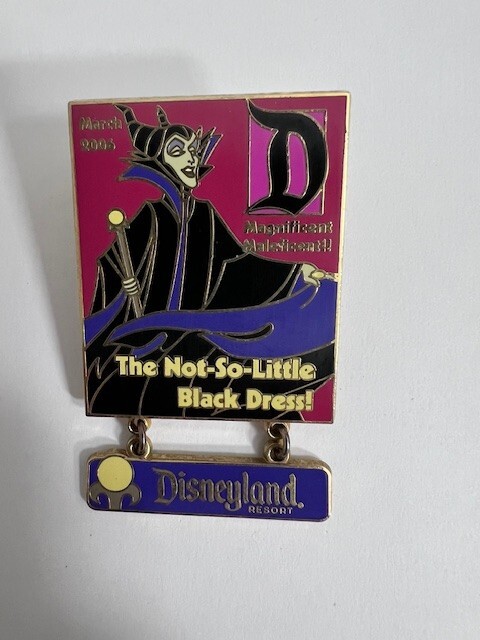 March
2005
D
Magnificent
Maleficent!
The Not-So-Little
Black Dress!
Disneyland
RESORT